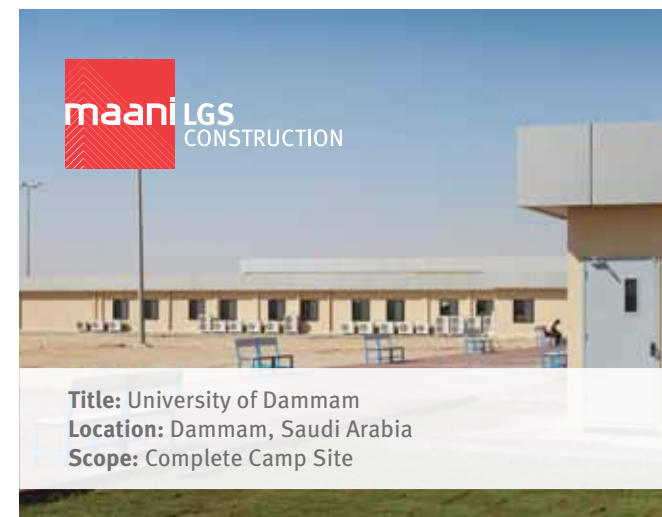 maani LGS
CONSTRUCTION
Title: University of Dammam
Location: Dammam, Saudi Arabia
Scope: Complete Camp Site